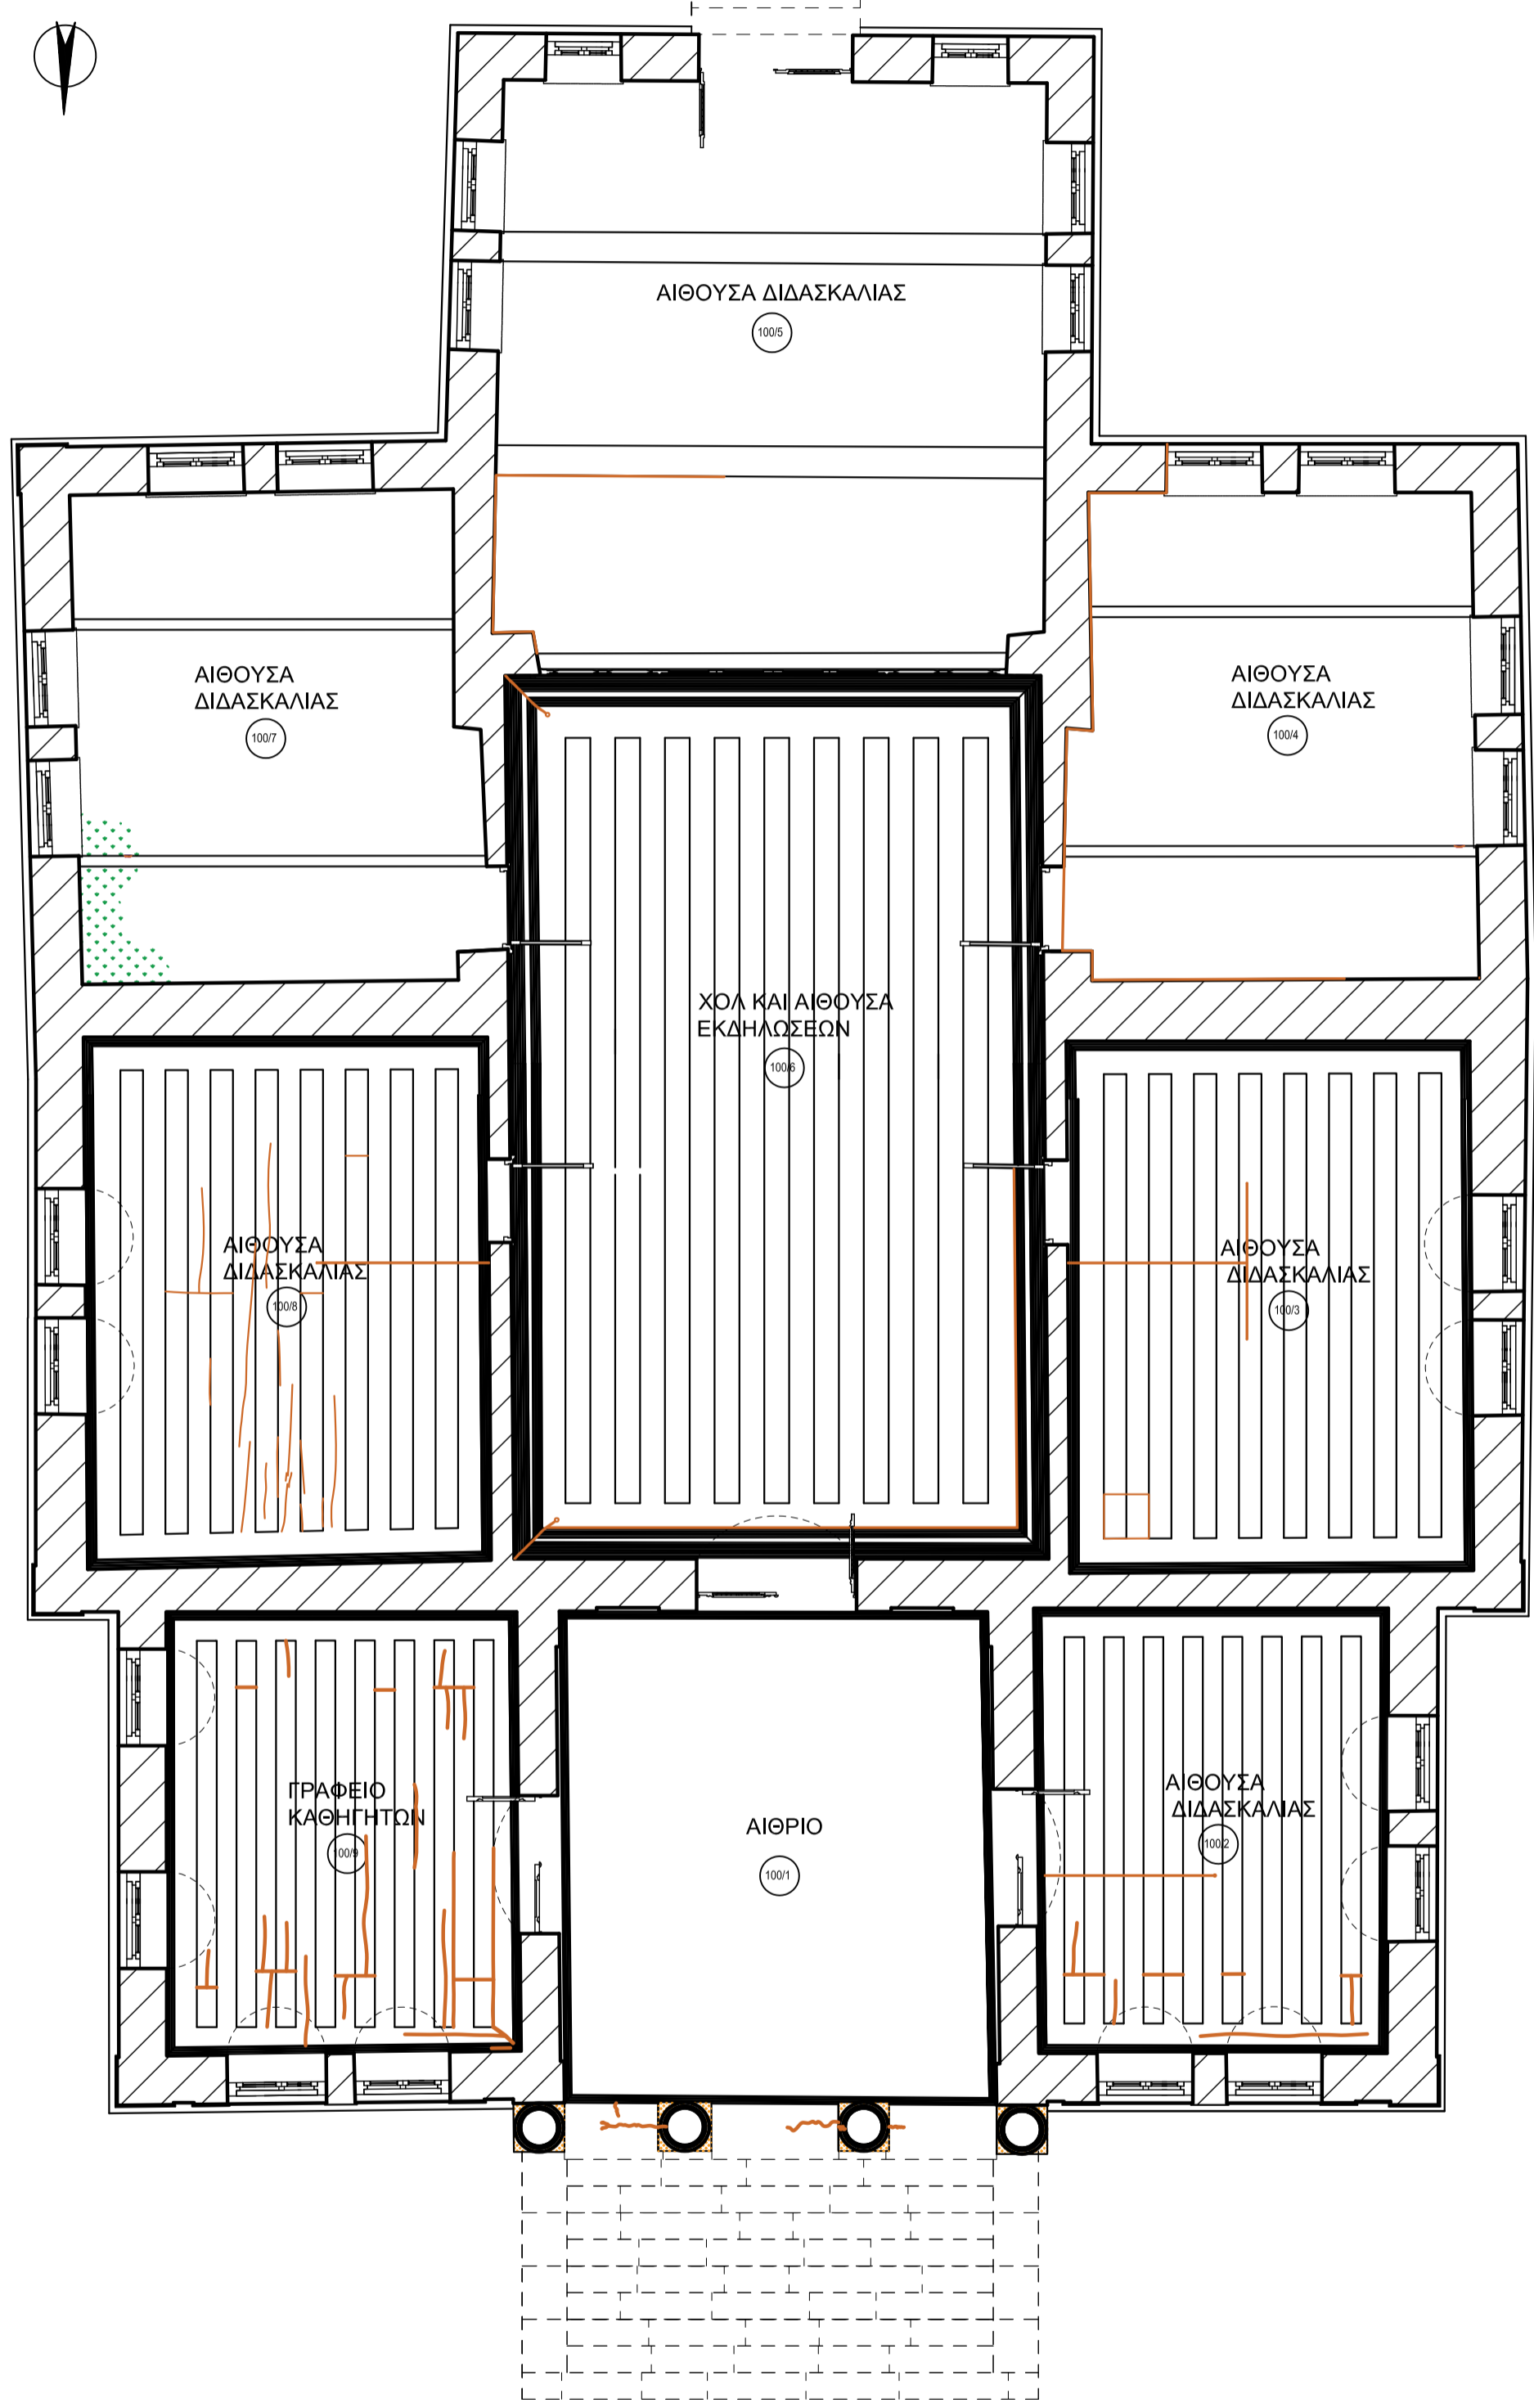 ΑΙΘΟΥΣΑ ΔΙΔΑΣΚΑΛΙΑΣ
100/5
ΑΙΘΟΥΣΑ
ΔΙΔΑΣΚΑΛΙΑΣ
100/7
ΑΙΘΟΥΣΑ
ΔΙΔΑΣΚΑΛΙΑΣ
100/4
ΧΟΛ ΚΑΙ ΑΙΘΟΥΣΑ
ΕΚΔΗΛΩΣΕΩΝ
100/6
ΑΙΘΟΥΣΑ
ΔΙΔΑΣΚΑΛΙΑΣ
100/8
ΑΙΘΟΥΣΑ
ΔΙΔΑΣΚΑΛΙΑΣ
100/3
ΓΡΑΦΕΙΟ
ΚΑΘΗΓΗΤΩΝ
100/9
ΑΙΘΡΙΟ
100/1
ΑΙΘΟΥΣΑ
ΔΙΔΑΣΚΑΛΙΑΣ
100/2